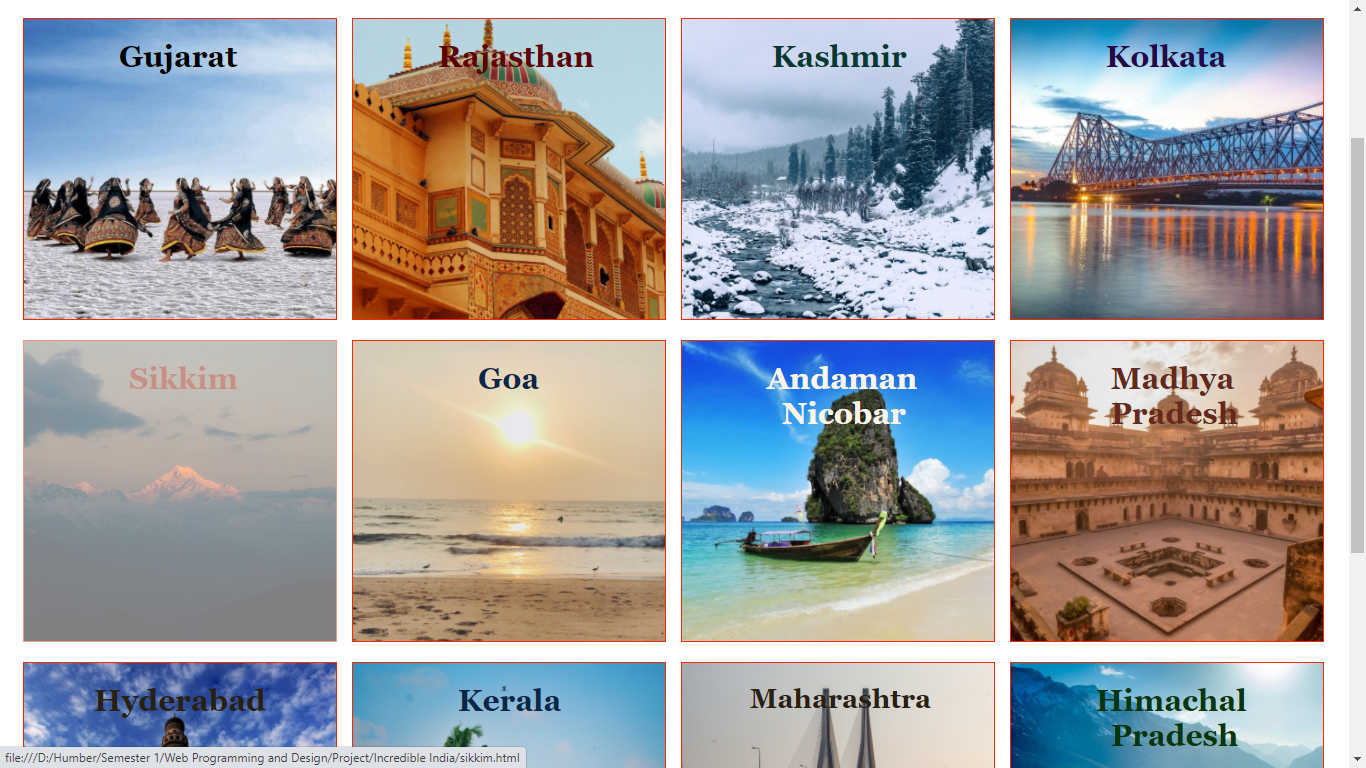 Gujarat
Rajasthan
Kashmir
Kolkata
Sikkim
Goa
Andaman
Nicobar
Madhya
Pradesh
Hyderabad
Kerala
Maharashtra
Himachal
Pradesh
file:///D:/Humber/Semester 1/Web Programming and Design/Project/Incredible India/sikkim.html